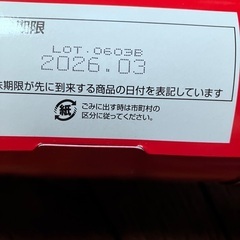 期限
LOT.0603B
2026.03
期限が先に到来する商品の日付を表記しています
紙
ごみに出す時は市町村の
区分に従ってください。